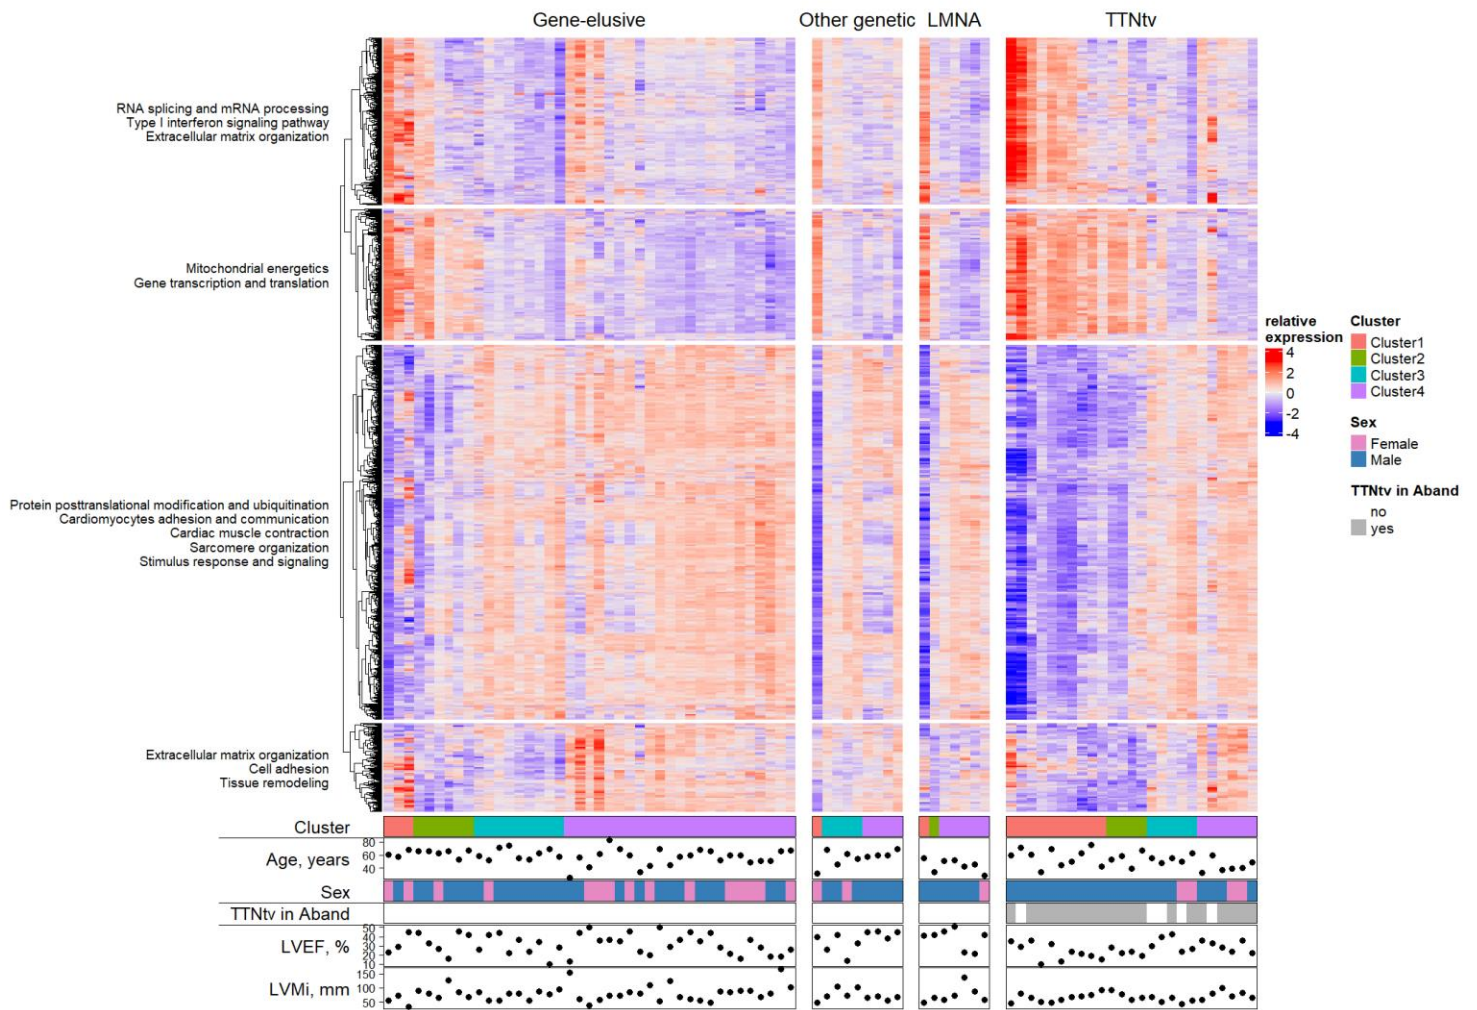 Gene-elusive Other genetic LMNA TTNtv
RNA splicing and mRNA processing
Type I interferon signaling pathway
Extracellular matrix organization
Mitochondrial energetics
Gene transcription and translation
Protein posttranslational modification and ubiquitination
Cardiomyocytes adhesion and communication
Cardiac muscle contraction
Sarcomere organization
Stimulus response and signaling
Extracellular matrix organization
Cell adhesion
Tissue remodeling
relative
expression
4
2
0
-2
-4
Cluster
Cluster1
Cluster2
Cluster3
Cluster4
Sex
Female
Male
TTNtv in Aband
no
yes
Cluster
Age, years
80
60
40
Sex
TTNtv in Aband
LVEF, %
50
40
30
20
10
LVMi, mm
150
100
50